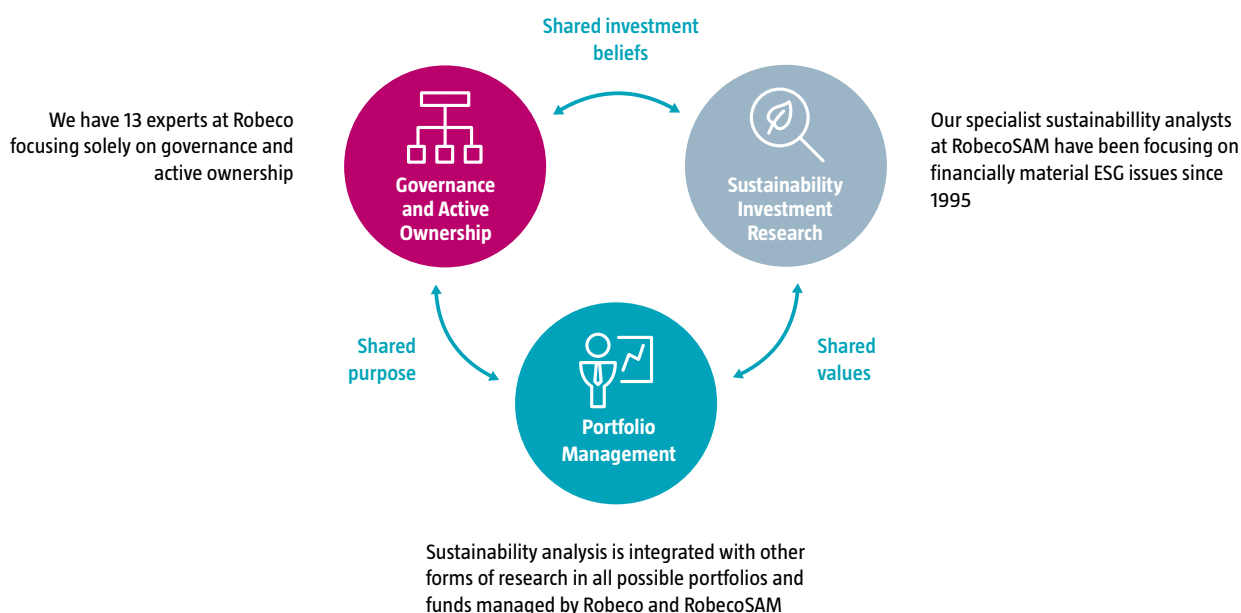 Shared investment
beliefs
We have 13 experts at Robeco
focusing solely on governance and
active ownership
Governance
and Active
Ownership
Sustainability
Investment
Research
Our specialist sustainabillity analysts
at RobecoSAM have been focusing on
financially material ESG issues since
1995
Shared
purpose
Shared
values
Portfolio
Management
Sustainability analysis is integrated with other
forms of research in all possible portfolios and
funds managed by Robeco and RobecoSAM